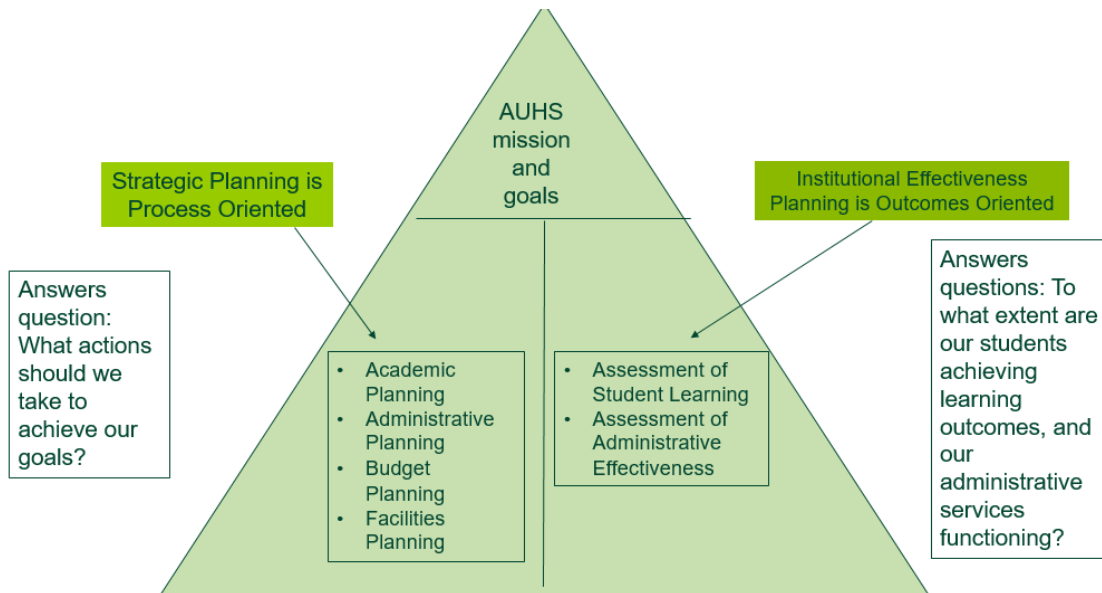 AUHS
mission
and
goals
Strategic Planning is
Process Oriented
Institutional Effectiveness
Planning is Outcomes Oriented
Answers
question:
What actions
should we
take to
achieve our
goals?
• Academic
Planning
• Administrative
Planning
• Budget
Planning
• Facilities
Planning
• Assessment of
Student Learning
• Assessment of
Administrative
Effectiveness
Answers
questions: To
what extent are
our students
achieving
learning
outcomes, and
our
administrative
services
functioning?